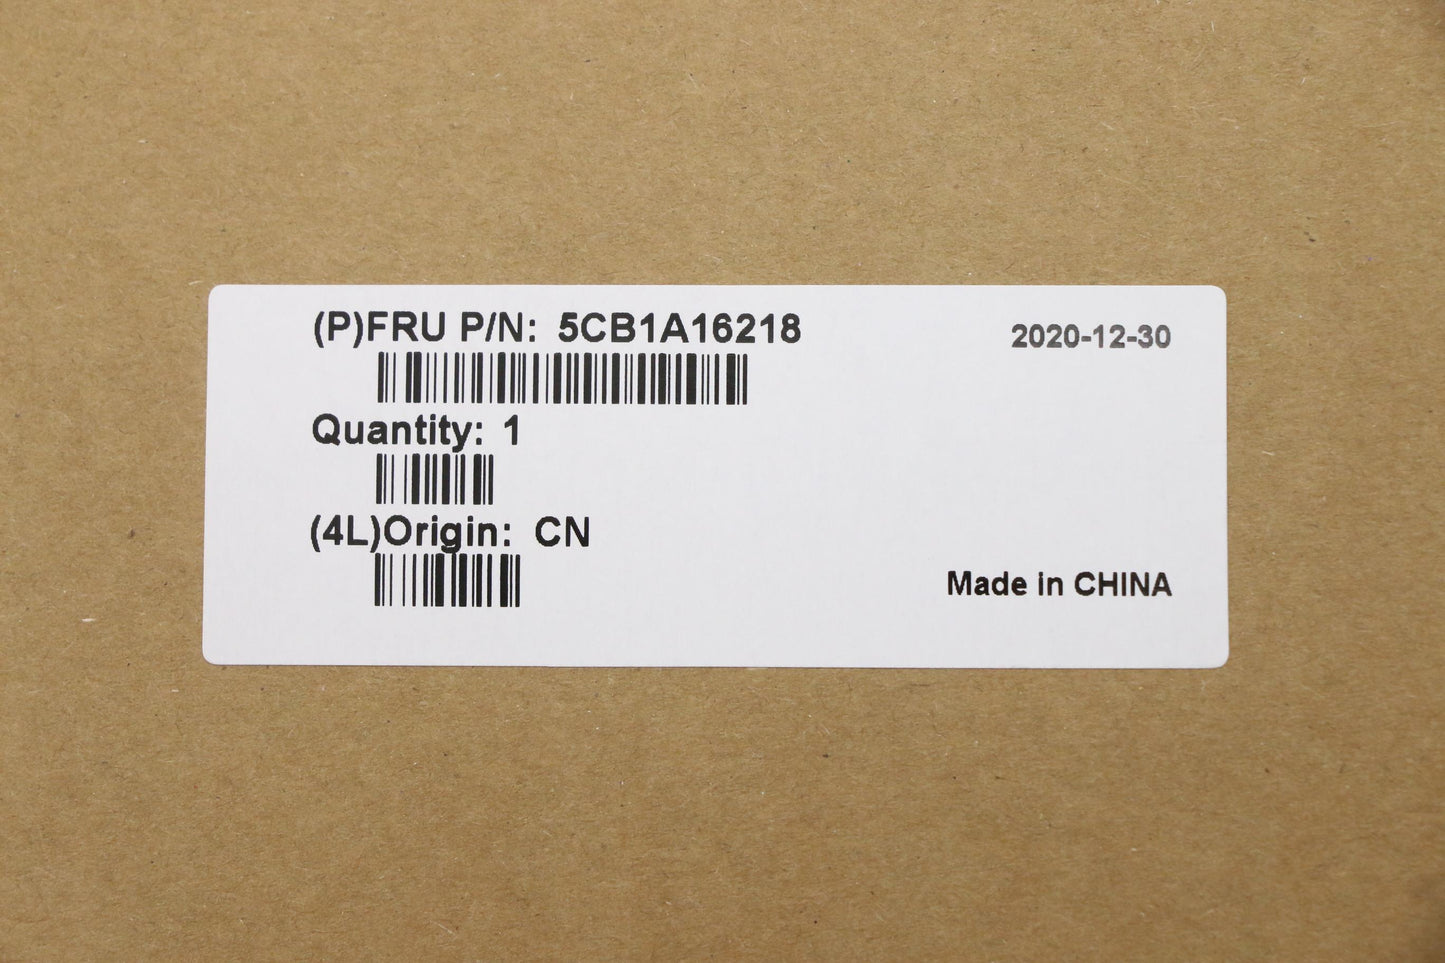 (P)FRU P/N: 5CB1A16218
2020-12-30
Quantity: 1
(4L)Origin: CN
Made in CHINA